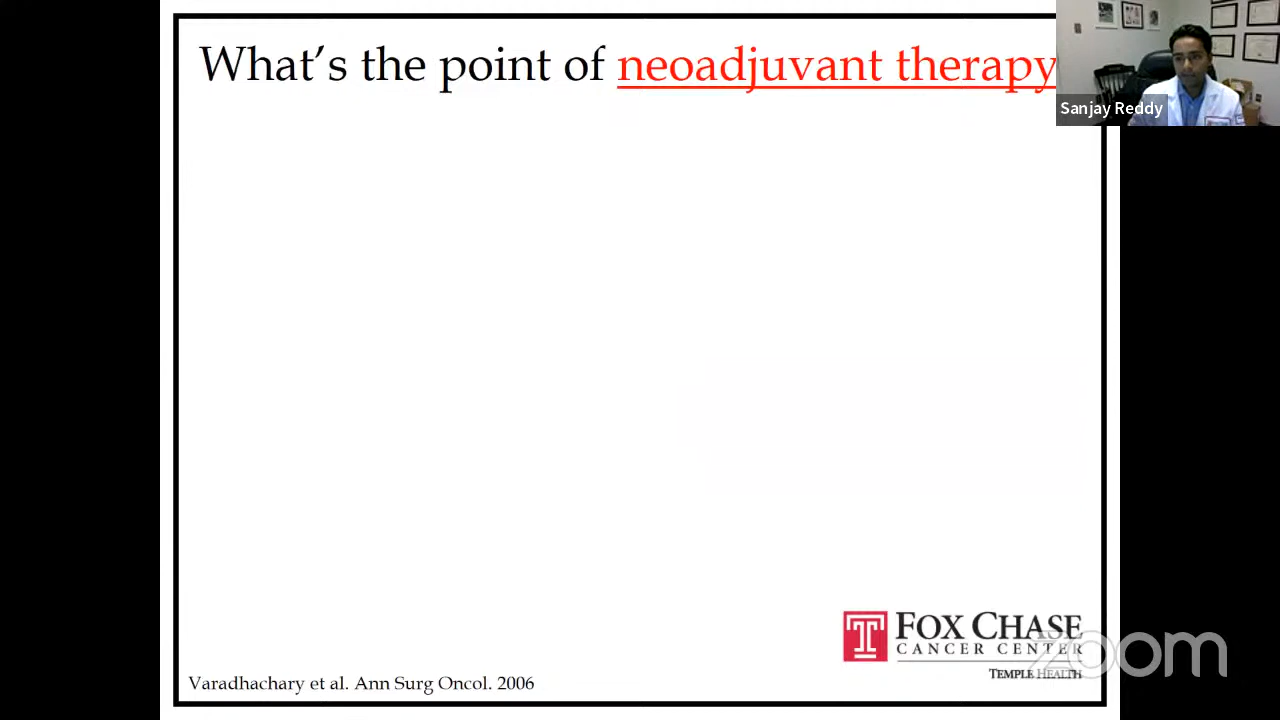 What's the point of neoadjuvant therapy
Sanjay Reddy
FOX CHASE
CANCER CENTER
TEMPLE HEALTH
zoom
Varadhachary et al. Ann Surg Oncol. 2006